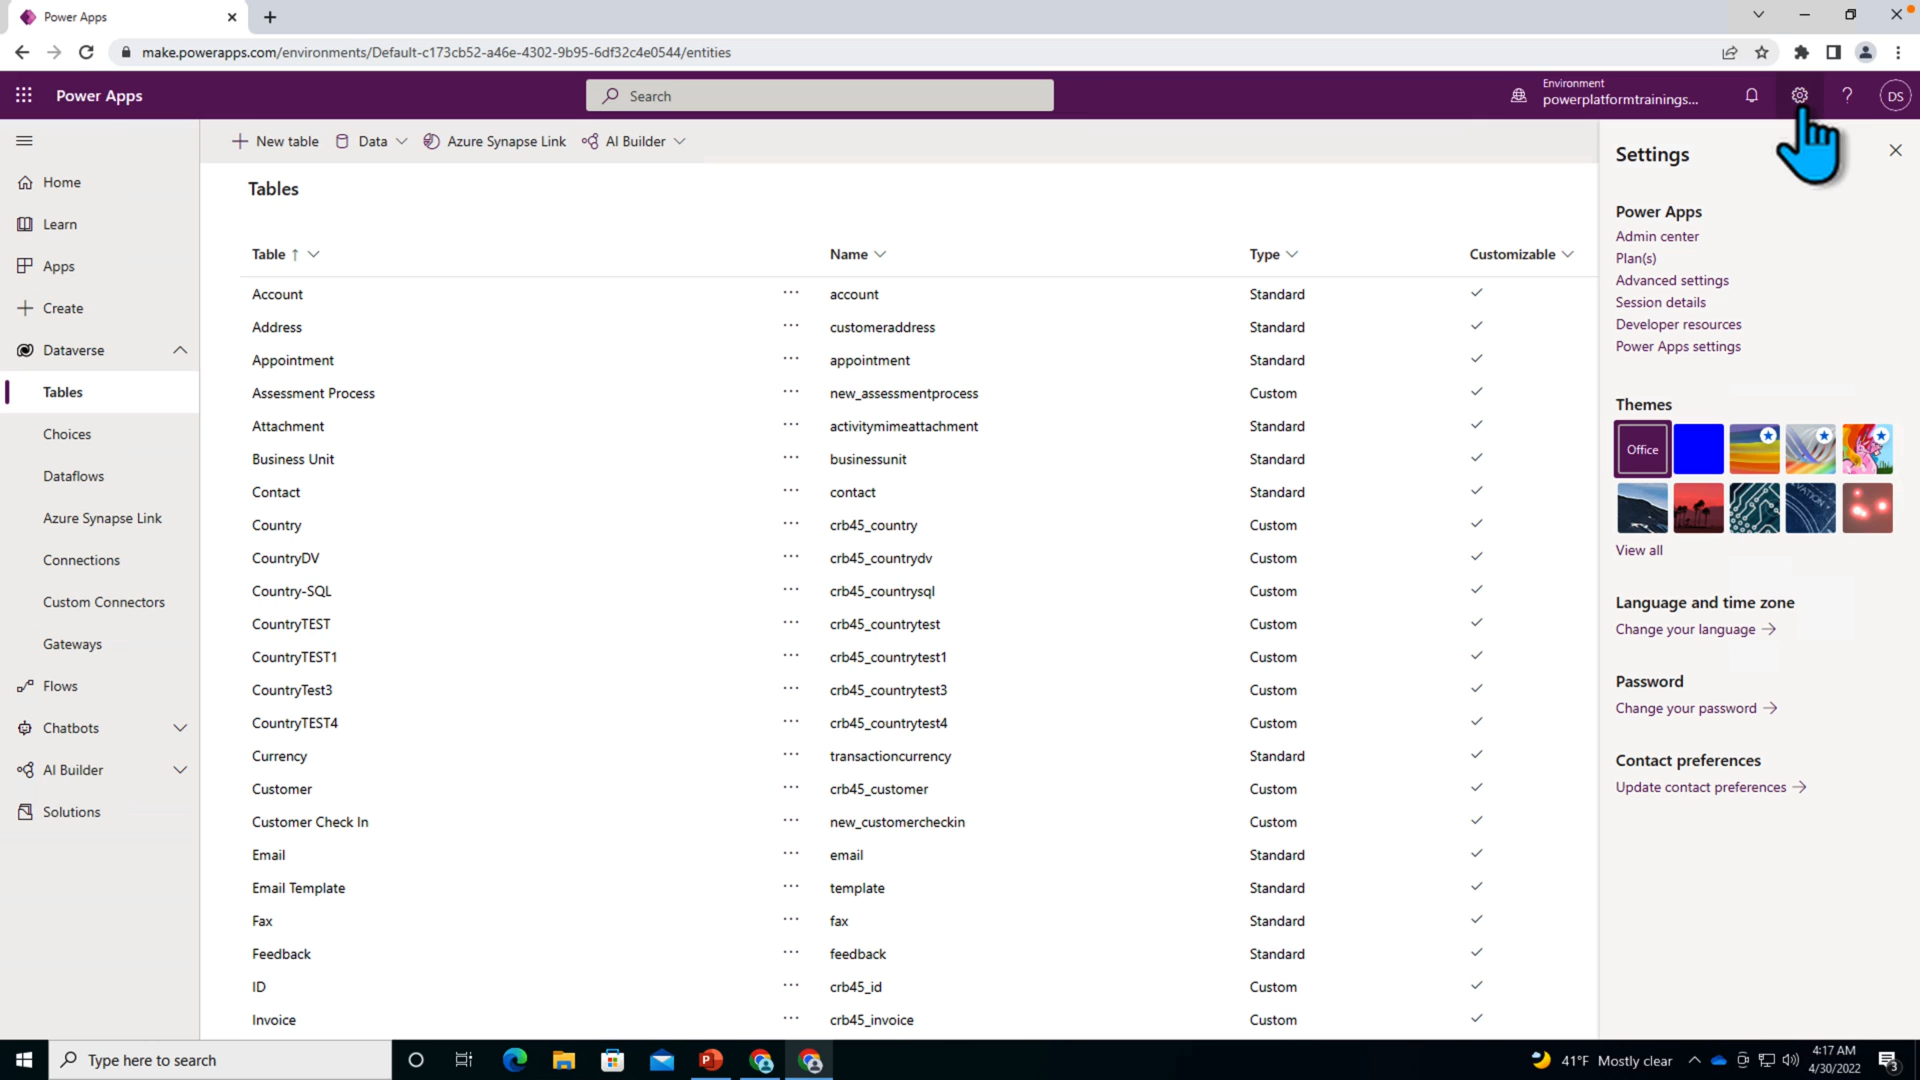 Power Apps
make.powerapps.com/environments/Default-c173cb52-a46e-4302-9b95-6df32c4e0544/entities
Power Apps
Search
Environment
powerplatformtrainings...
?
DS
New table
Data
Azure Synapse Link
AI Builder
Home
Learn
Apps
Create
Dataverse
Tables
Choices
Dataflows
Azure Synapse Link
Connections
Custom Connectors
Gateways
Flows
Chatbots
AI Builder
Solutions
Tables
Table ↑ Name Type Customizable
Account ... account Standard
Address ... customeraddress Standard
Appointment ... appointment Standard
Assessment Process ... new_assessmentprocess Custom
Attachment ... activitymimeattachment Standard
Business Unit ... businessunit Standard
Contact ... contact Standard
Country ... crb45_country Custom
CountryDV ... crb45_countrydv Custom
Country-SQL ... crb45_countrysql Custom
CountryTEST ... crb45_countrytest Custom
CountryTEST1 ... crb45_countrytest1 Custom
CountryTest3 ... crb45_countrytest3 Custom
CountryTEST4 ... crb45_countrytest4 Custom
Currency ... transactioncurrency Standard
Customer ... crb45_customer Custom
Customer Check In ... new_customercheckin Custom
Email ... email Standard
Email Template ... template Standard
Fax ... fax Standard
Feedback ... feedback Standard
ID ... crb45_id Custom
Invoice ... crb45_invoice Custom
Settings
Power Apps
Admin center
Plan(s)
Advanced settings
Session details
Developer resources
Power Apps settings
Themes
Office
View all
Language and time zone
Change your language →
Password
Change your password →
Contact preferences
Update contact preferences →
Type here to search
41°F Mostly clear
4:17 AM
4/30/2022
3